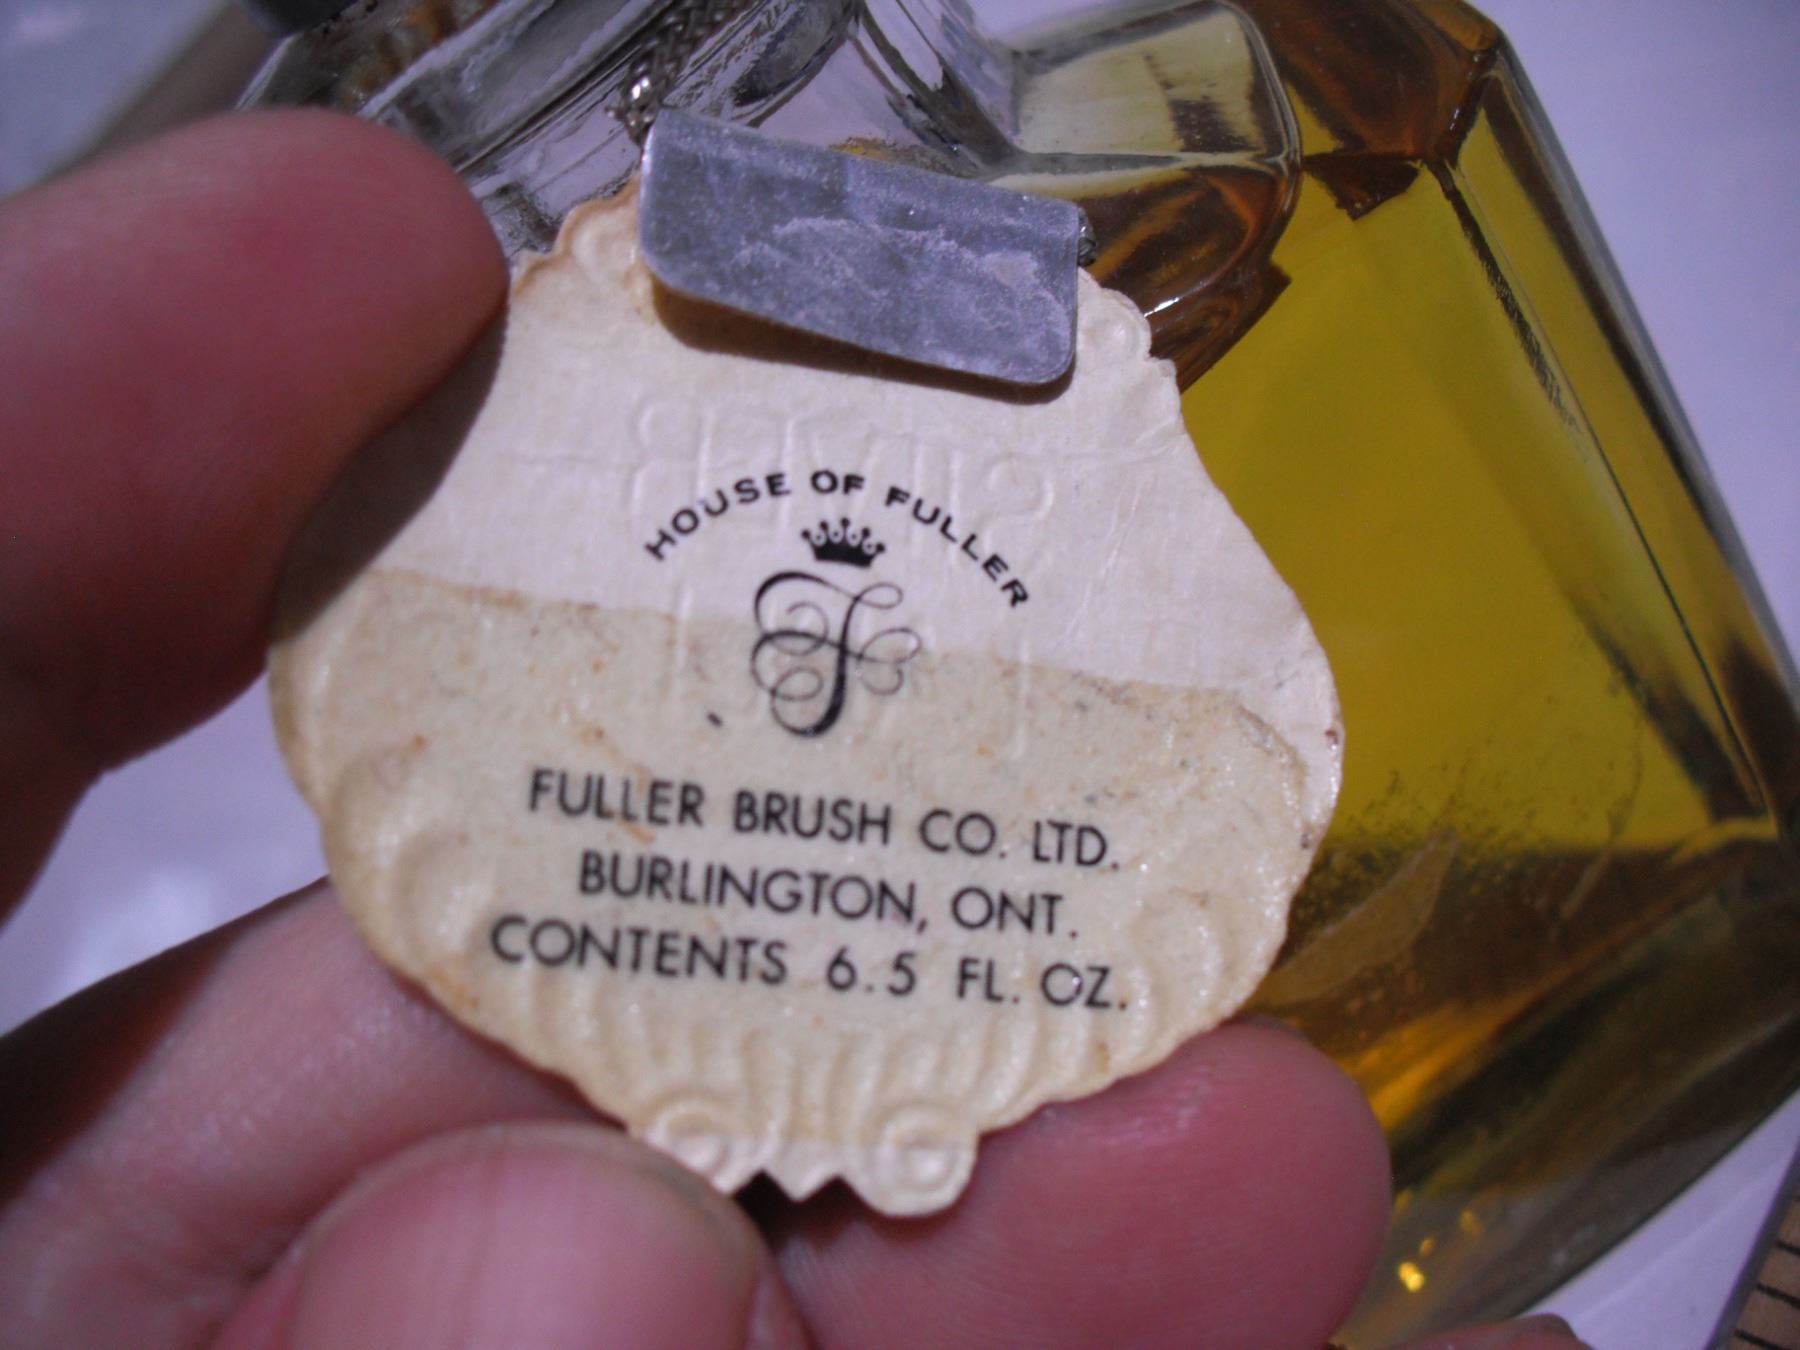 HOUSE OF FULLER
F
FULLER BRUSH CO. LTD.
BURLINGTON, ONT.
CONTENTS 6.5 FL. OZ.